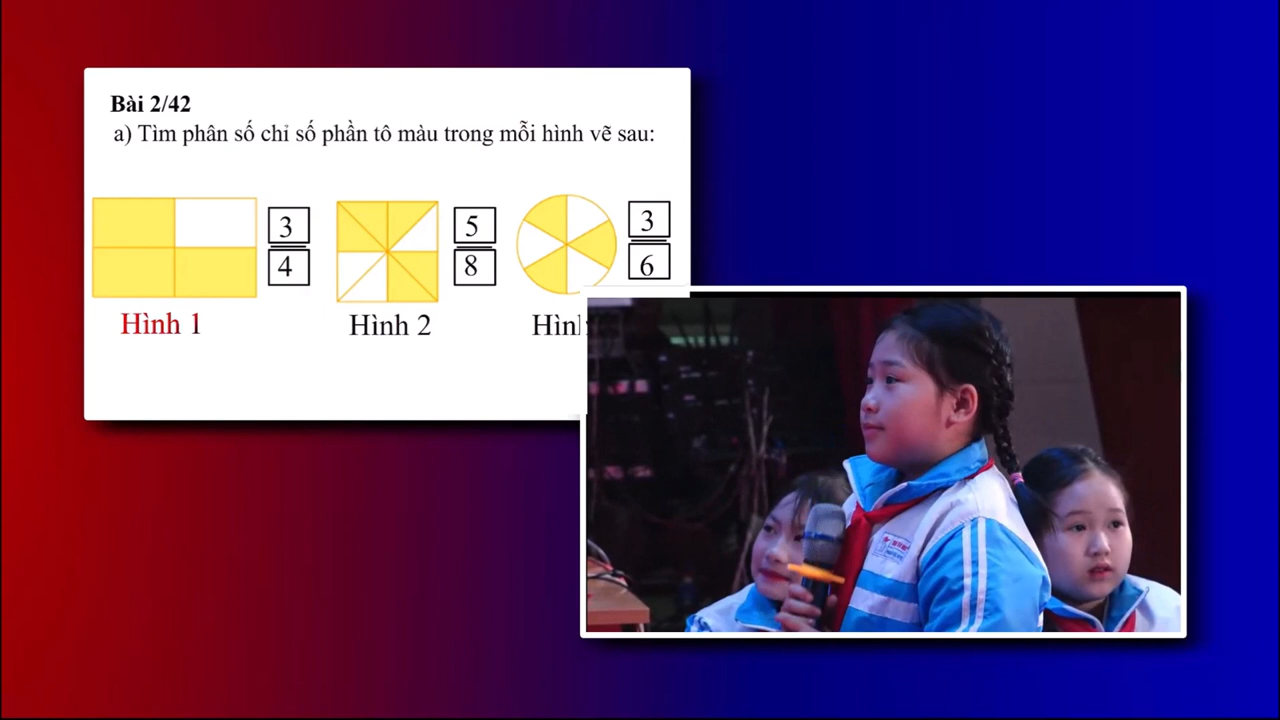 Bài 2/42
a) Tìm phân số chỉ số phần tô màu trong mỗi hình vẽ sau:
3 5 3
4 8 6
Hình 1 Hình 2